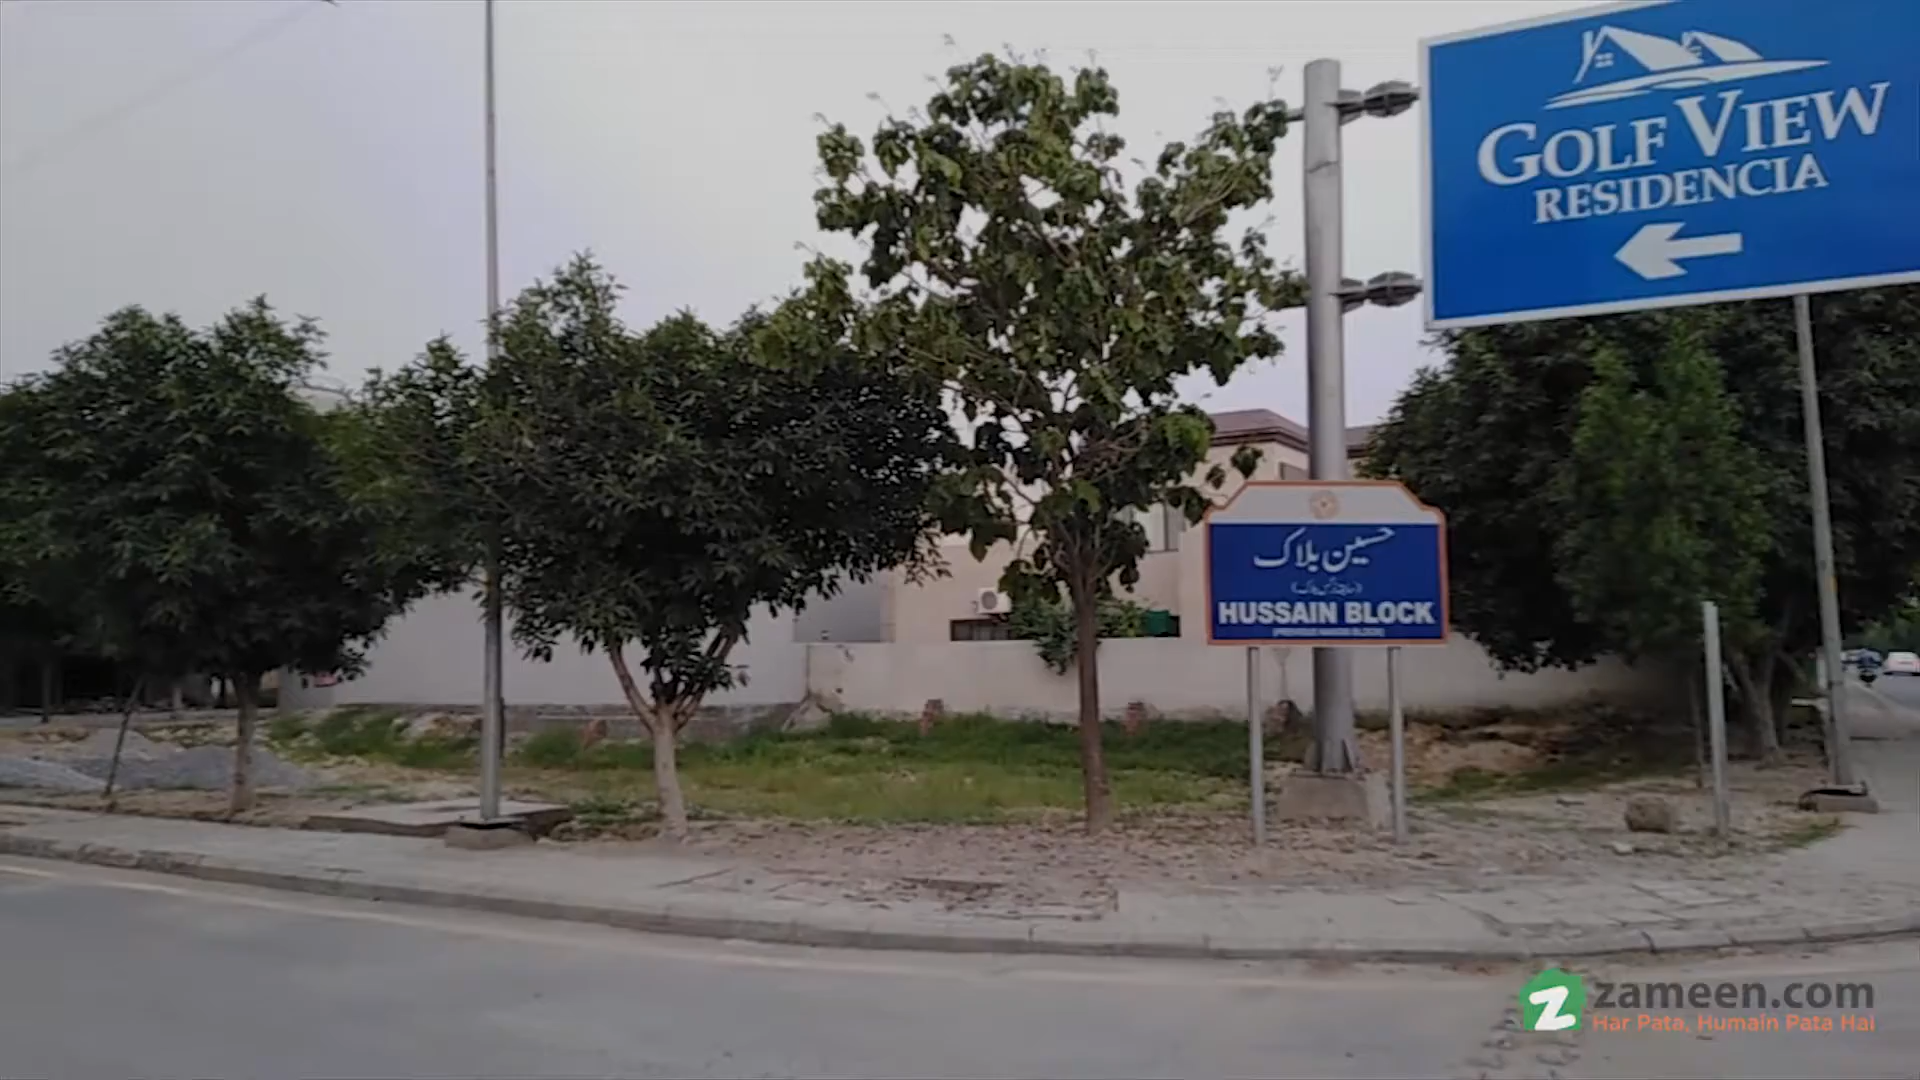 GOLF VIEW
RESIDENCIA
حسین بلاک
HUSSAIN BLOCK
zameen.com
Har Pata, Humain Pata Hai